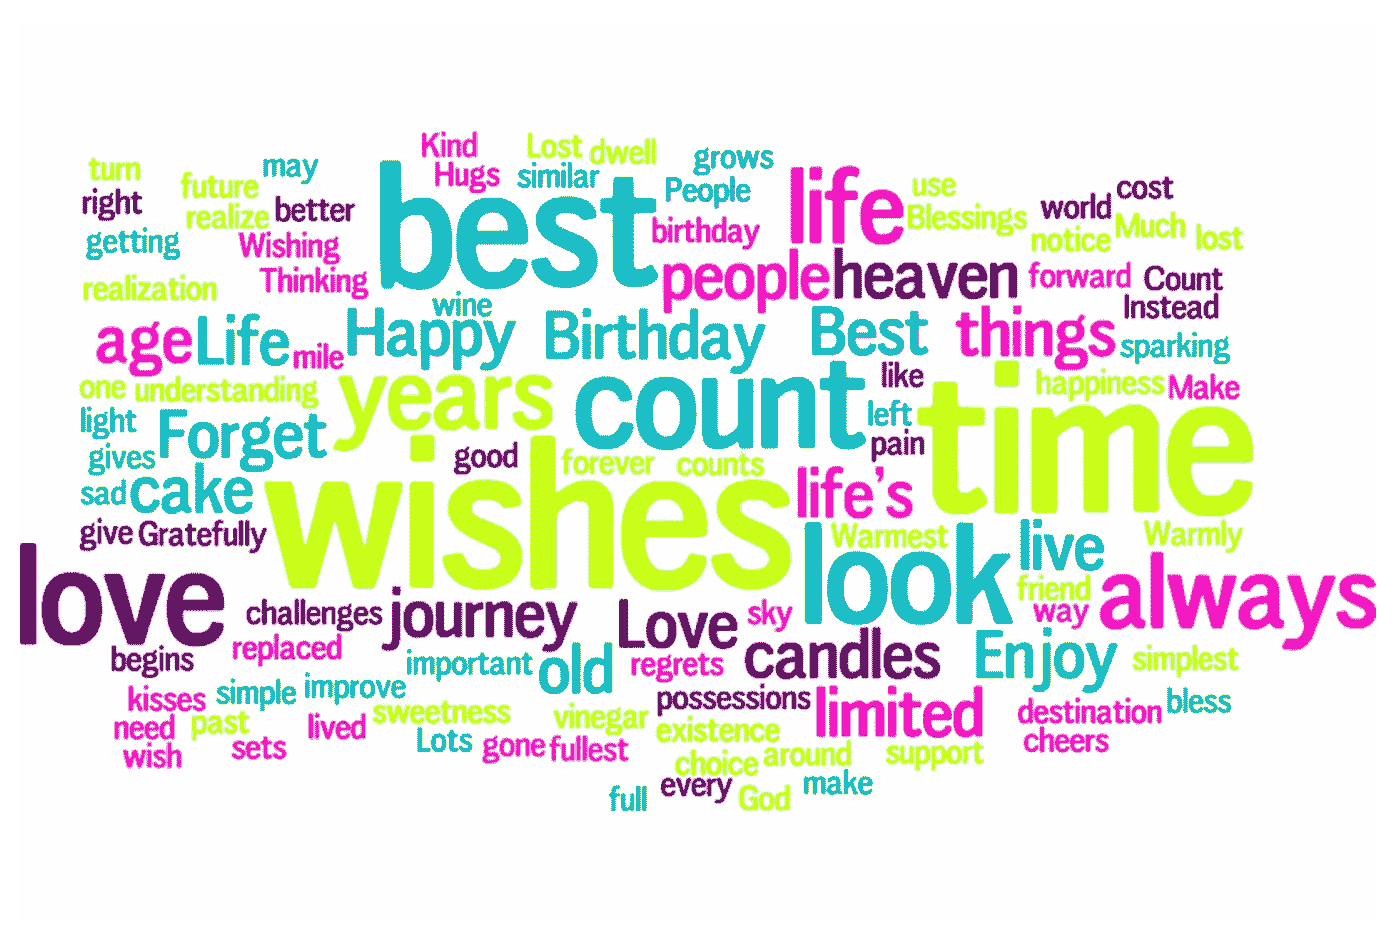 Kind Lost dwell
turn may Hugs similar grows
right future realize better best People life use cost
getting Wishing birthday Blessings world Much lost
realization Thinking people heaven notice forward Count
wine Instead
age Life mile Happy Birthday Best things sparking
one understanding years count like time happiness Make
light Forget left
gives good forever counts pain
sad cake wishes life's
give Gratefully Warmest look live Warmly
love challenges journey Love sky friend way always
begins replaced important old regrets candles Enjoy simplest
kisses simple improve possessions limited destination bless
need past lived sweetness vinegar existence
wish sets Lots gone fullest choice around support cheers
full every God make